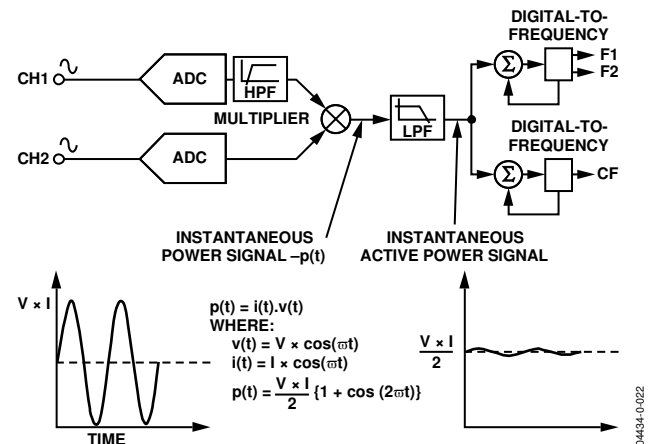 DIGITAL-TO-
FREQUENCY
CH1
ADC
HPF
Σ
F1
F2
MULTIPLIER
LPF
DIGITAL-TO-
FREQUENCY
CH2
ADC
Σ
CF
INSTANTANEOUS
POWER SIGNAL –p(t)
INSTANTANEOUS
ACTIVE POWER SIGNAL
V × I
TIME
p(t) = i(t).v(t)
WHERE:
v(t) = V × cos(ϖt)
i(t) = I × cos(ϖt)
p(t) = V × I / 2 {1 + cos (2ϖt)}
V × I
2
04434-0-022